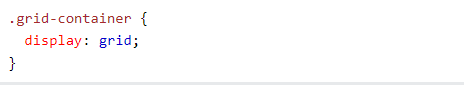 .grid-container {
  display: grid;
}